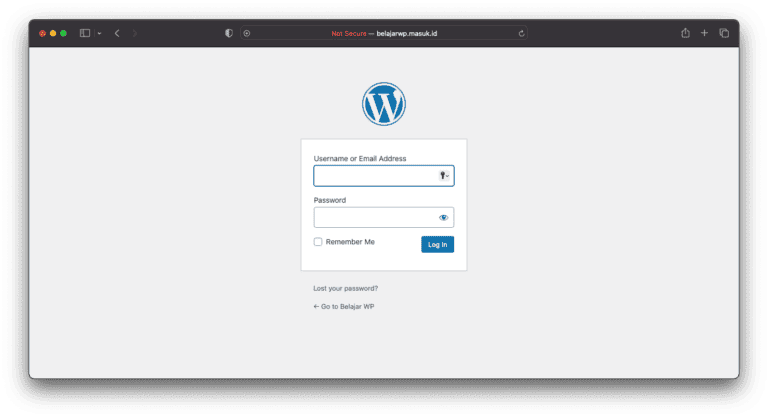 Not Secure — belajarwp.masuk.id
Username or Email Address
Password
Remember Me
Log In
Lost your password?
← Go to Belajar WP